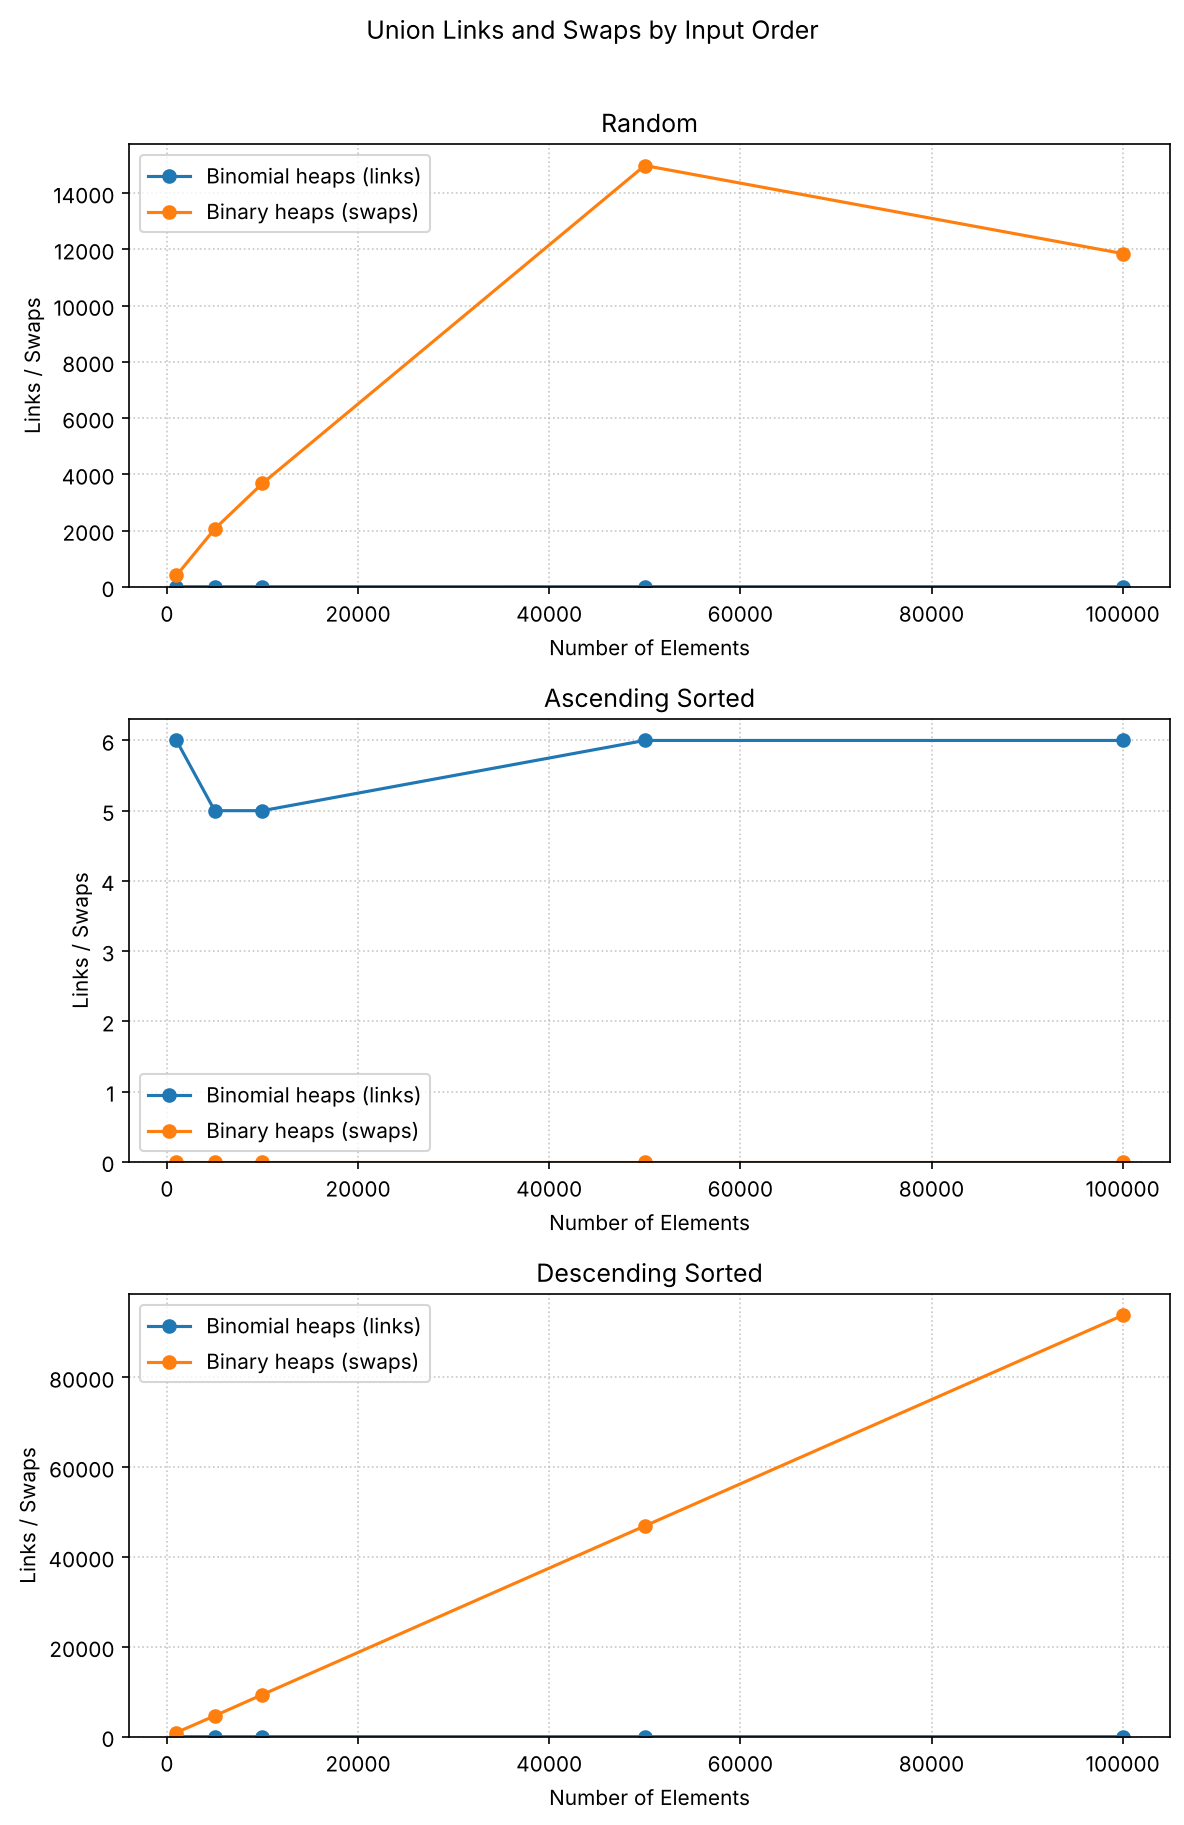 Union Links and Swaps by Input Order
Random
Binomial heaps (links)
Binary heaps (swaps)
Links / Swaps
14000
12000
10000
8000
6000
4000
2000
0
0 20000 40000 60000 80000 100000
Number of Elements
Ascending Sorted
Links / Swaps
6
5
4
3
2
1
0
Binomial heaps (links)
Binary heaps (swaps)
0 20000 40000 60000 80000 100000
Number of Elements
Descending Sorted
Binomial heaps (links)
Binary heaps (swaps)
Links / Swaps
80000
60000
40000
20000
0
0 20000 40000 60000 80000 100000
Number of Elements